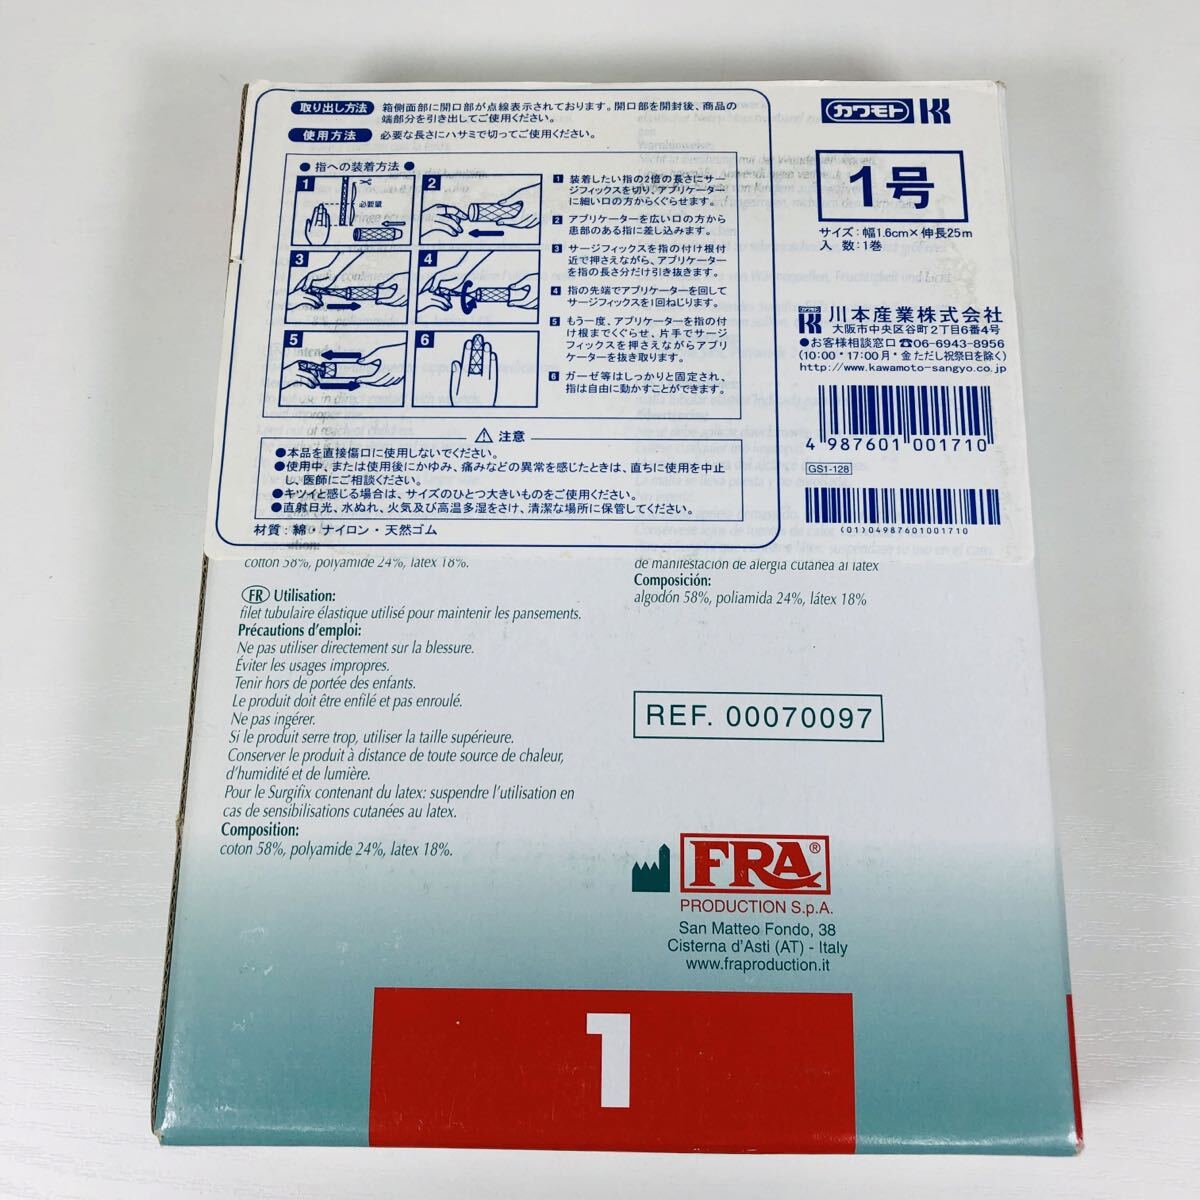 取り出し方法 箱側面部に開口部が点線表示されております。開口部を開封後、商品の
端部分を引き出してご使用ください。
使用方法 必要な長さにハサミで切ってご使用ください。
●指への装着方法●
1
必要量
2
3
4
5
6
1 装着したい指の2倍の長さにサー
ジフィックスを切り、アプリケーター
に細い口の方からくぐらせます。
2 アプリケーターを広い口の方から
患部のある指に差し込みます。
3 サージフィックスを指の付け根付
近で押さえながら、アプリケーター
を指の長さ分だけ引き抜きます。
4 指の先端でアプリケーターを回して
サージフィックスを1回ねじります。
5 もう一度、アプリケーターを指の付
け根までくぐらせ、片手でサージ
フィックスを押さえながらアプリ
ケーターを抜き取ります。
6 ガーゼ等はしっかりと固定され、
指は自由に動かすことができます。
⚠ 注意
●本品を直接傷口に使用しないでください。
●使用中、または使用後にかゆみ、痛みなどの異常を感じたときは、直ちに使用を中止
し、医師にご相談ください。
●キツイと感じる場合は、サイズのひとつ大きいものをご使用ください。
●直射日光、水ぬれ、火気及び高温多湿をさけ、清潔な場所に保管してください。
材質：綿・ナイロン・天然ゴム
カワモト
1号
サイズ：幅1.6cm×伸長25m
入 数：1巻
カワモト
川本産業株式会社
大阪市中央区谷町2丁目6番4号
●お客様相談窓口☎06-6943-8956
(10:00・17:00月・金 ただし祝祭日を除く)
http://www.kawamoto-sangyo.co.jp
4 987601 001710
GS1-128
(01)04987601001710
cotton 58%, polyamide 24%, latex 18%.
FR Utilisation:
filet tubulaire élastique utilisé pour maintenir les pansements.
Précautions d'emploi:
Ne pas utiliser directement sur la blessure.
Éviter les usages impropres.
Tenir hors de portée des enfants.
Le produit doit être enfilé et pas enroulé.
Ne pas ingérer.
Si le produit serre trop, utiliser la taille supérieure.
Conserver le produit à distance de toute source de chaleur,
d'humidité et de lumière.
Pour le Surgifix contenant du latex: suspendre l'utilisation en
cas de sensibilisations cutanées au latex.
Composition:
coton 58%, polyamide 24%, latex 18%.
de manifestación de alergia cutánea al látex
Composición:
algodón 58%, poliamida 24%, látex 18%
REF. 00070097
FRA®
PRODUCTION S.p.A.
San Matteo Fondo, 38
Cisterna d'Asti (AT) - Italy
www.fraproduction.it
1